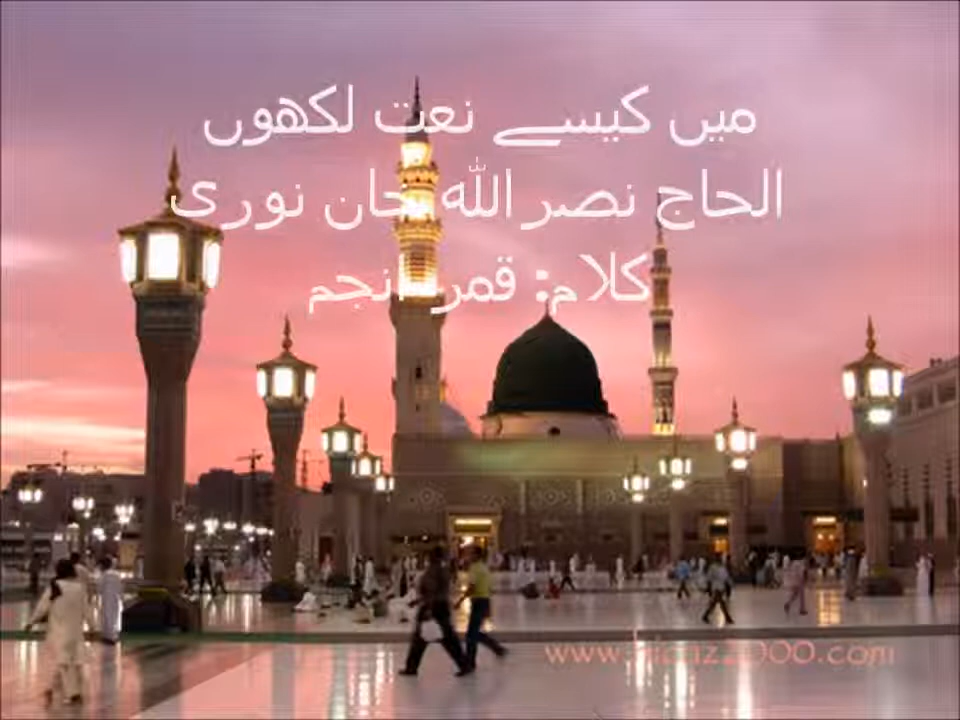 میں کیسے نعت لکھوں
الحاج نصر اللہ خان نوری
کلام: قمر انجم